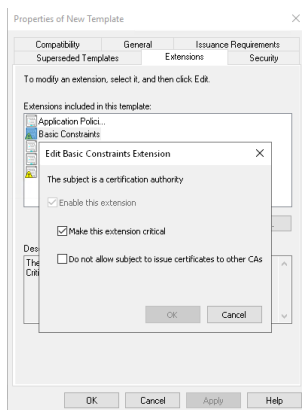 Properties of New Template
Compatibility General Issuance Requirements
Superseded Templates Extensions Security
To modify an extension, select it, and then click Edit.
Extensions included in this template:
Application Polici...
Basic Constraints
Edit Basic Constraints Extension
The subject is a certification authority
Enable this extension
Make this extension critical
Do not allow subject to issue certificates to other CAs
OK Cancel
Des
The
Criti
OK Cancel Apply Help